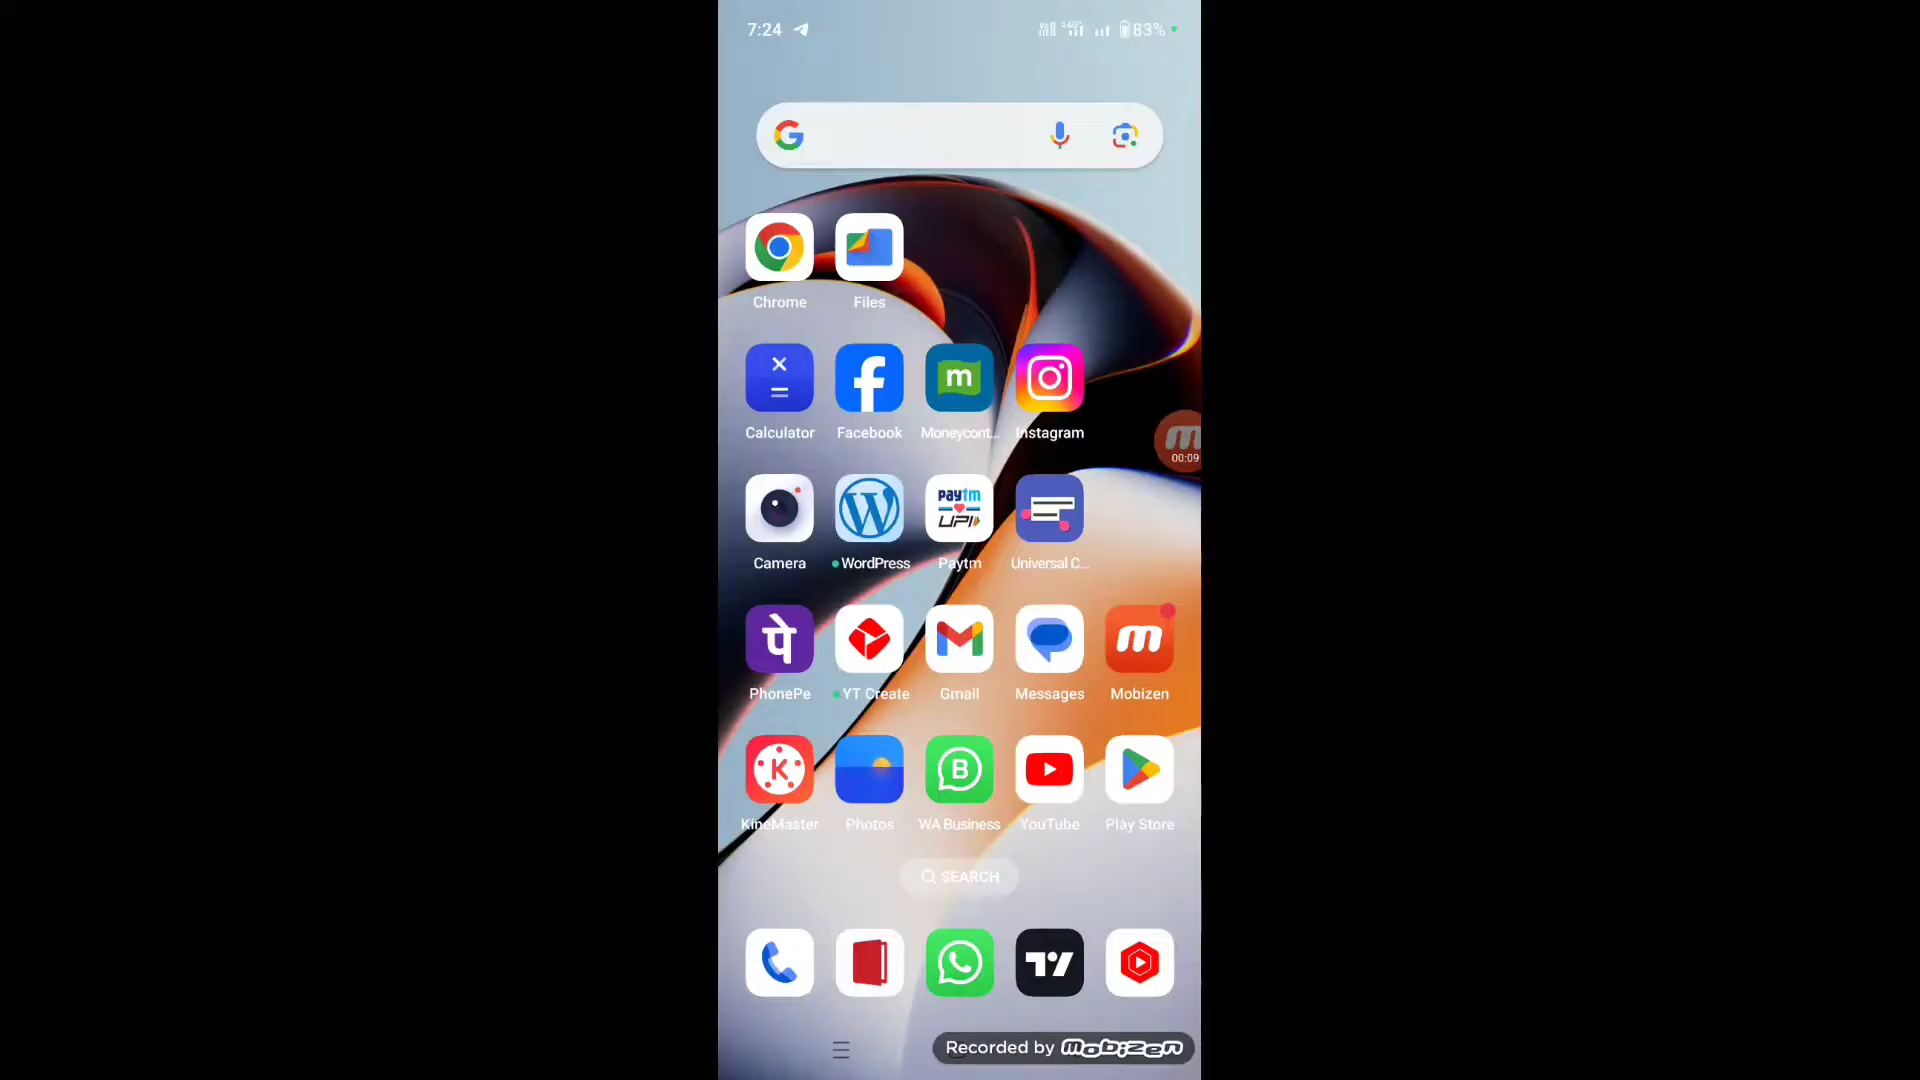 7:24
4G+
83%
G
Chrome
Files
Calculator
Facebook
m
Moneycont...
Instagram
00:09
Camera
WordPress
paytm
UPI
Paytm
Universal C...
पे
PhonePe
YT Create
Gmail
Messages
m
Mobizen
K
KineMaster
Photos
B
WA Business
YouTube
Play Store
SEARCH
Recorded by mobizen